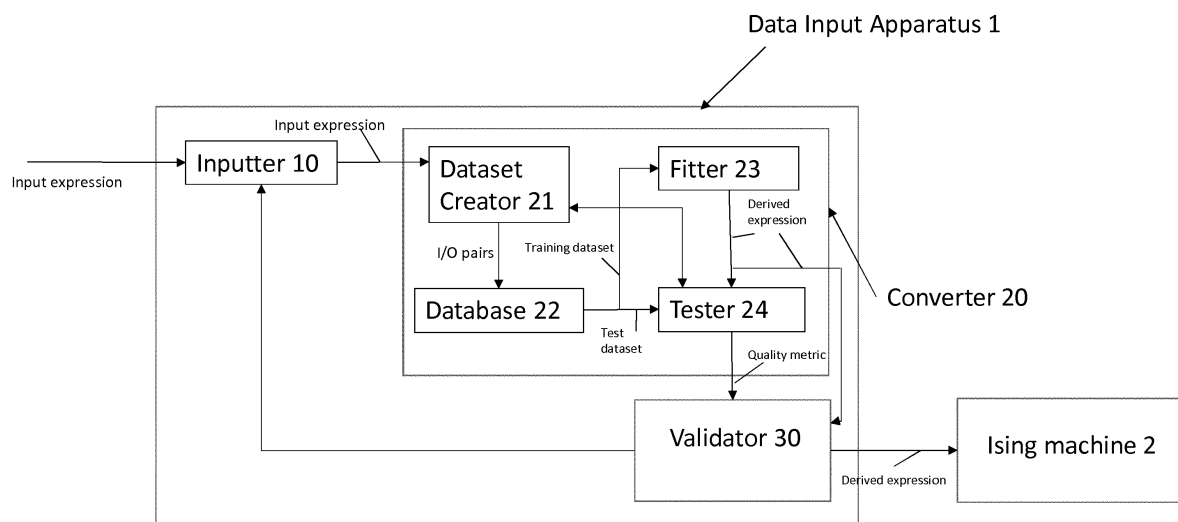 Data Input Apparatus 1
Input expression
Input expression
Inputter 10
Dataset
Creator 21
Fitter 23
Derived
expression
I/O pairs
Training dataset
Converter 20
Database 22
Tester 24
Test
dataset
Quality metric
Validator 30
Ising machine 2
Derived expression